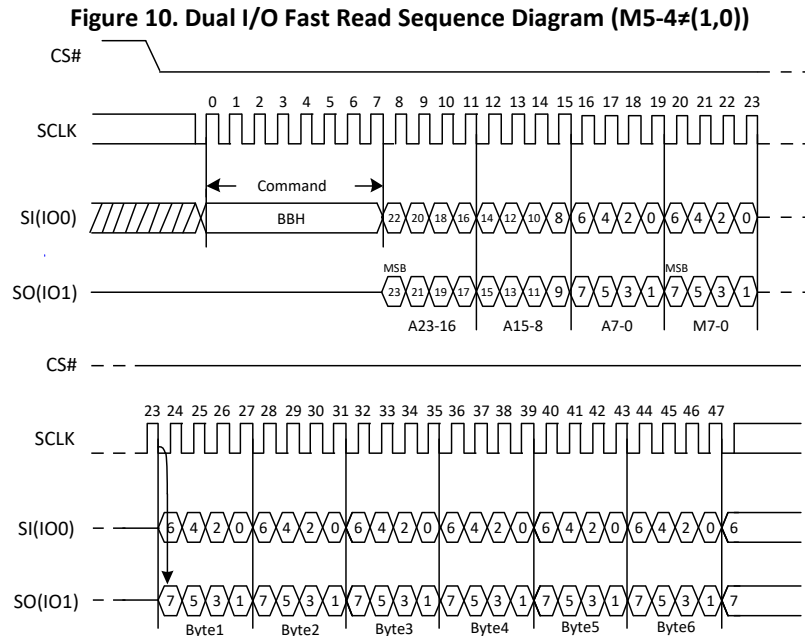 Figure 10. Dual I/O Fast Read Sequence Diagram (M5-4≠(1,0))
CS#
0 1 2 3 4 5 6 7 8 9 10 11 12 13 14 15 16 17 18 19 20 21 22 23
SCLK
Command
SI(IO0) BBH 22 20 18 16 14 12 10 8 6 4 2 0 6 4 2 0
MSB MSB
SO(IO1) 23 21 19 17 15 13 11 9 7 5 3 1 7 5 3 1
A23-16 A15-8 A7-0 M7-0
CS#
23 24 25 26 27 28 29 30 31 32 33 34 35 36 37 38 39 40 41 42 43 44 45 46 47
SCLK
SI(IO0) 6 4 2 0 6 4 2 0 6 4 2 0 6 4 2 0 6 4 2 0 6 4 2 0 6
SO(IO1) 7 5 3 1 7 5 3 1 7 5 3 1 7 5 3 1 7 5 3 1 7 5 3 1 7
Byte1 Byte2 Byte3 Byte4 Byte5 Byte6